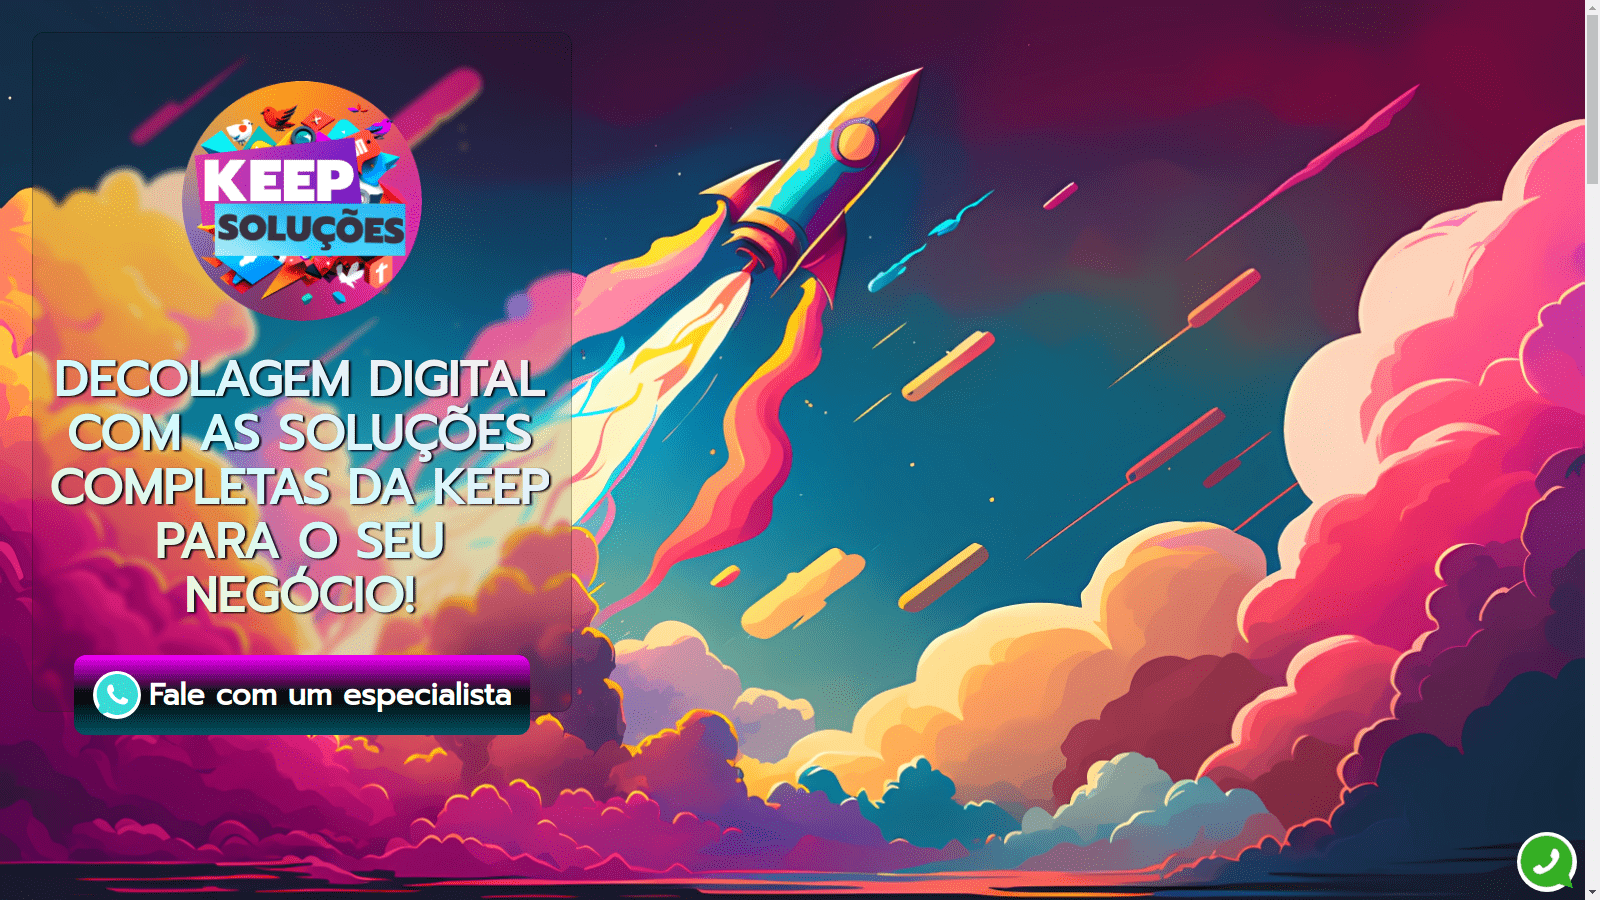 KEEP
SOLUÇÕES
DECOLAGEM DIGITAL
COM AS SOLUÇÕES
COMPLETAS DA KEEP
PARA O SEU
NEGÓCIO!
Fale com um especialista